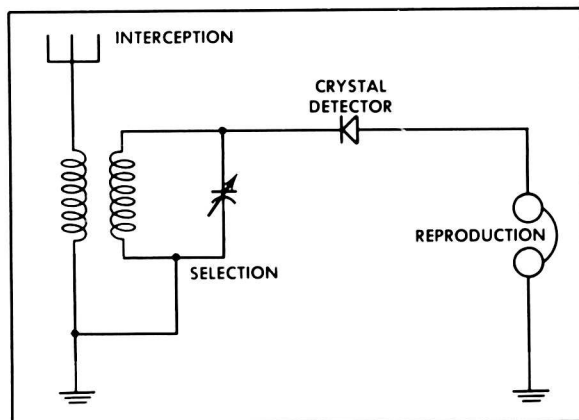 INTERCEPTION
CRYSTAL
DETECTOR
REPRODUCTION
SELECTION